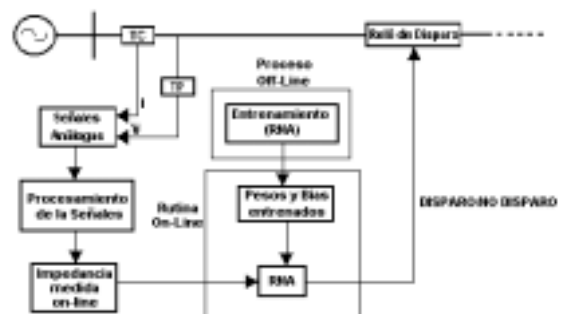 TC
Relé de Disparo
TP
Proceso
Off-Line
I
V
Señales
Análogas
Entrenamiento
(RNA)
Procesamiento
de la Señales
Rutina
On-Line
Pesos y Bias
entrenados
DISPARO/NO DISPARO
Impedancia
medida
on-line
RNA